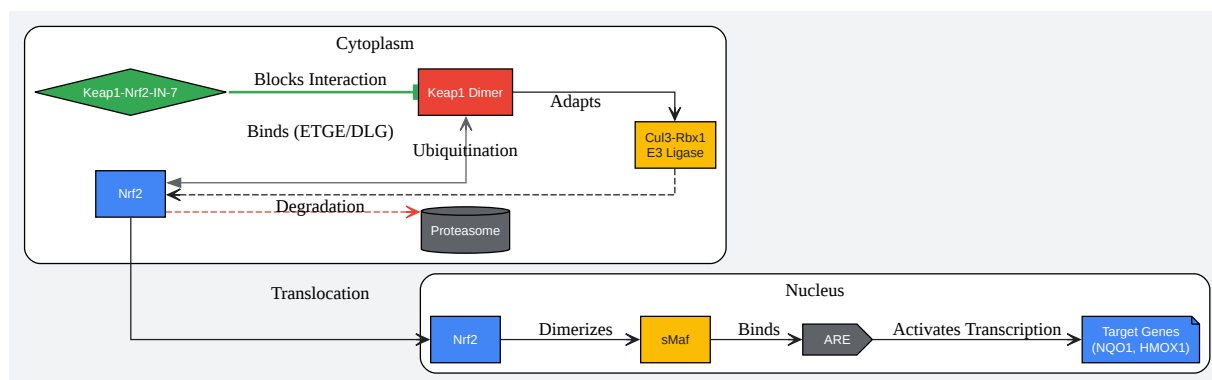 Cytoplasm
Keap1-Nrf2-IN-7
Blocks Interaction
Keap1 Dimer
Adapts
Cul3-Rbx1
E3 Ligase
Binds (ETGE/DLG)
Ubiquitination
Nrf2
Degradation
Proteasome
Translocation
Nucleus
Nrf2
Dimerizes
sMaf
Binds
ARE
Activates Transcription
Target Genes
(NQO1, HMOX1)